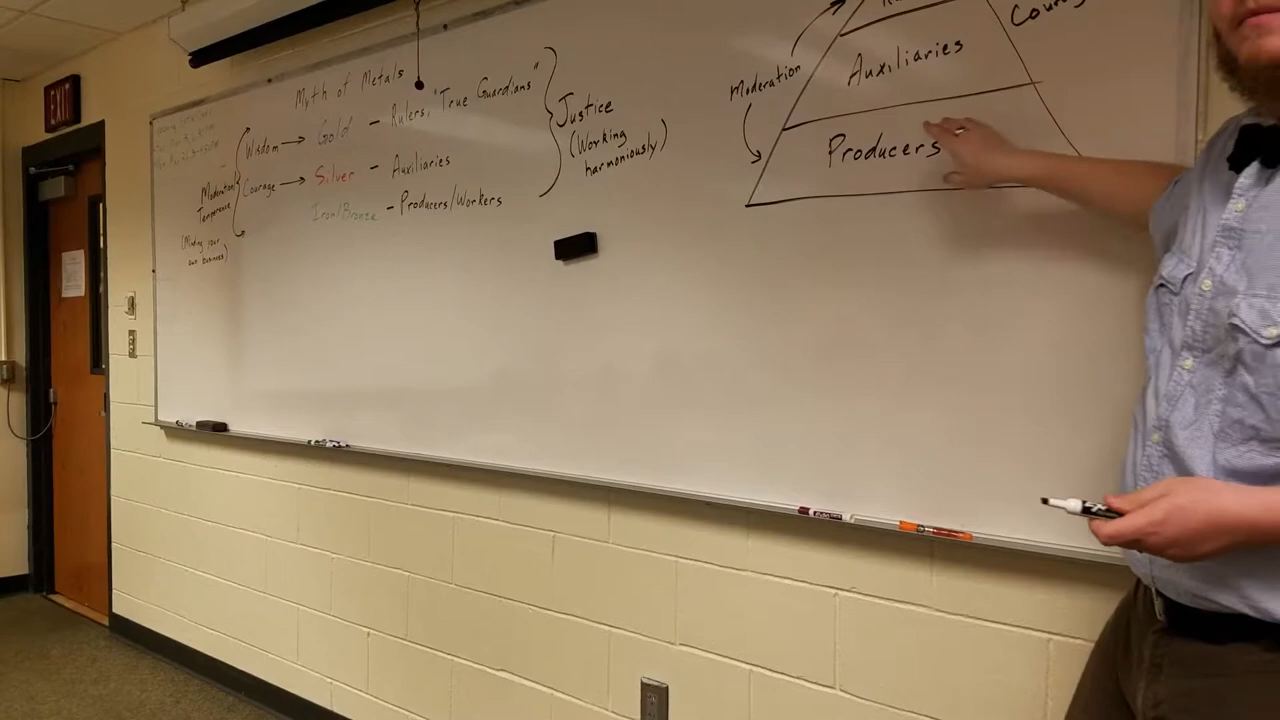 EXIT
Myth of Metals
Wisdom → Gold - Rulers, "True Guardians"
Courage → Silver - Auxiliaries
Iron/Bronze - Producers/Workers
Moderation
Temperence
(Minding your
own business)
Justice
(Working
harmoniously)
Moderation
Auxiliaries
Producers